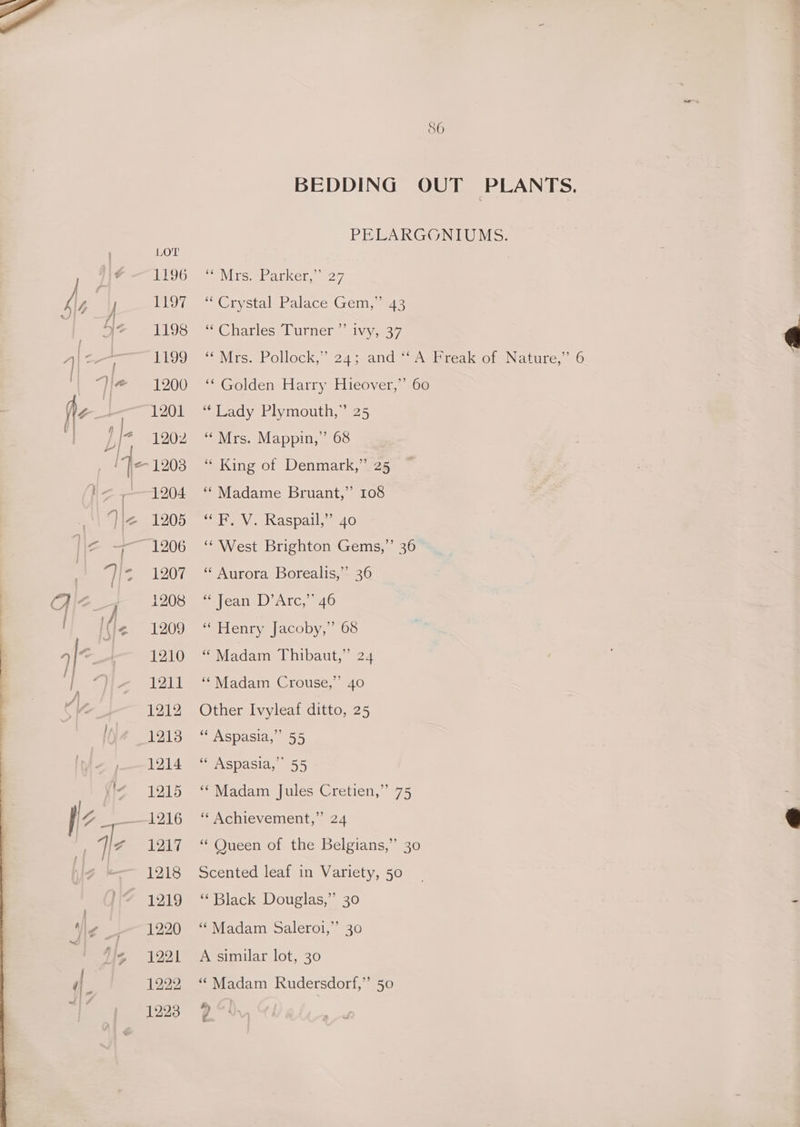 86
BEDDING OUT PLANTS.
PELARGONIUMS.
LOT
1196 “Mrs. Parker,” 27
1197 “Crystal Palace Gem,” 43
1198 “Charles Turner” ivy, 37
1199 “Mrs. Pollock,” 24; and “A Freak of Nature,” 6
1200 “Golden Harry Hieover,” 60
1201 “Lady Plymouth,” 25
1202 “Mrs. Mappin,” 68
1203 “King of Denmark,” 25
1204 “Madame Bruant,” 108
1205 “F. V. Raspail,” 40
1206 “West Brighton Gems,” 36
1207 “Aurora Borealis,” 36
1208 “Jean D’Arc,” 46
1209 “Henry Jacoby,” 68
1210 “Madam Thibaut,” 24
1211 “Madam Crouse,” 40
1212 Other Ivyleaf ditto, 25
1213 “Aspasia,” 55
1214 “Aspasia,” 55
1215 “Madam Jules Cretien,” 75
1216 “Achievement,” 24
1217 “Queen of the Belgians,” 30
1218 Scented leaf in Variety, 50
1219 “Black Douglas,” 30
1220 “Madam Saleroi,” 30
1221 A similar lot, 30
1222 “Madam Rudersdorf,” 50
1223